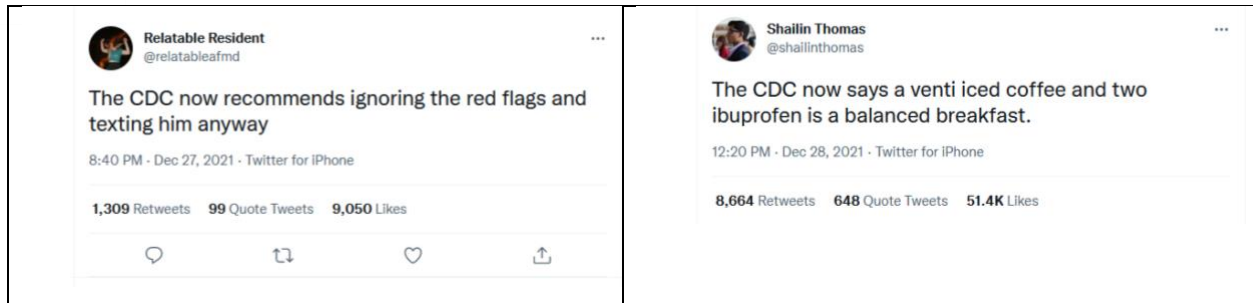 Relatable Resident
@relatableafmd
The CDC now recommends ignoring the red flags and
texting him anyway
8:40 PM · Dec 27, 2021 · Twitter for iPhone
1,309 Retweets 99 Quote Tweets 9,050 Likes
Shailin Thomas
@shailinthomas
The CDC now says a venti iced coffee and two
ibuprofen is a balanced breakfast.
12:20 PM · Dec 28, 2021 · Twitter for iPhone
8,664 Retweets 648 Quote Tweets 51.4K Likes